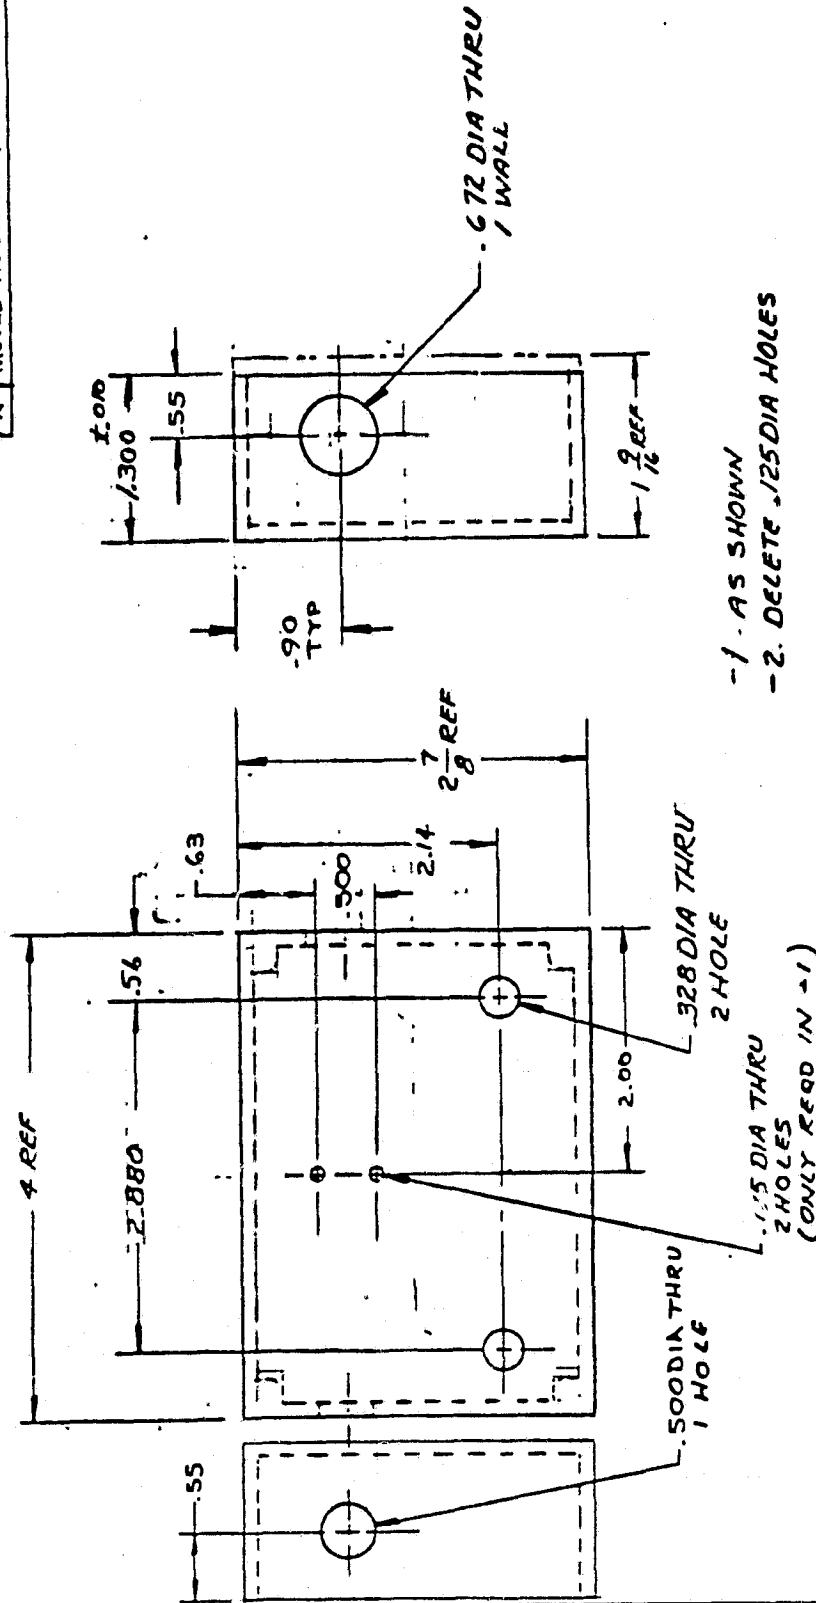 4 REF
2.880
.56
.63
.500
2.14
2 7/8 REF
2.00
.55
.500 DIA THRU
1 HOLE
DIA THRU
2 HOLES
(ONLY REQD IN -1)
.328 DIA THRU
2 HOLE
±.010
1.300
.55
.90
TYP
1 9/16 REF
.672 DIA THRU
1 WALL
-1. AS SHOWN
-2. DELETE .125 DIA HOLES